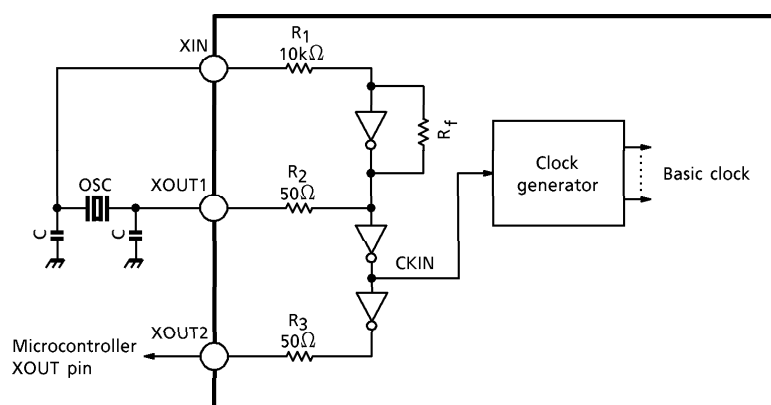 XIN
R1
10kΩ
Rf
Clock
generator
Basic clock
OSC
XOUT1
R2
50Ω
C
C
CKIN
XOUT2
R3
50Ω
Microcontroller
XOUT pin